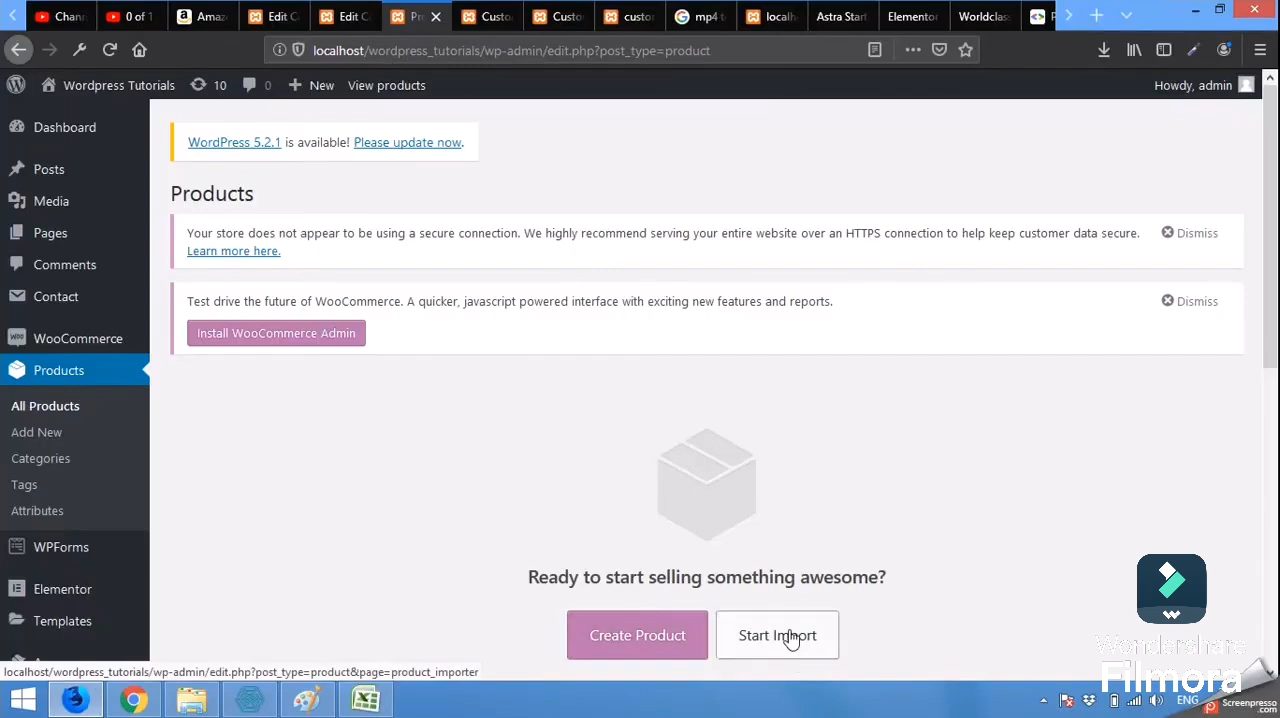 Chann
0 of 1
Amaz
Edit C
Edit C
Pr
Custo
Custo
custor
mp4 t
localh
Astra Start
Elementor
Worldclass
localhost/wordpress_tutorials/wp-admin/edit.php?post_type=product
Wordpress Tutorials
10
0
New
View products
Howdy, admin
Dashboard
Posts
Media
Pages
Comments
Contact
WooCommerce
Products
All Products
Add New
Categories
Tags
Attributes
WPForms
Elementor
Templates
WordPress 5.2.1 is available! Please update now.
Products
Your store does not appear to be using a secure connection. We highly recommend serving your entire website over an HTTPS connection to help keep customer data secure.
Learn more here.
Dismiss
Test drive the future of WooCommerce. A quicker, javascript powered interface with exciting new features and reports.
Dismiss
Install WooCommerce Admin
Ready to start selling something awesome?
Create Product
Start Import
localhost/wordpress_tutorials/wp-admin/edit.php?post_type=product&page=product_importer
wondershare
Filmora
ENG
Screenpresso
.com